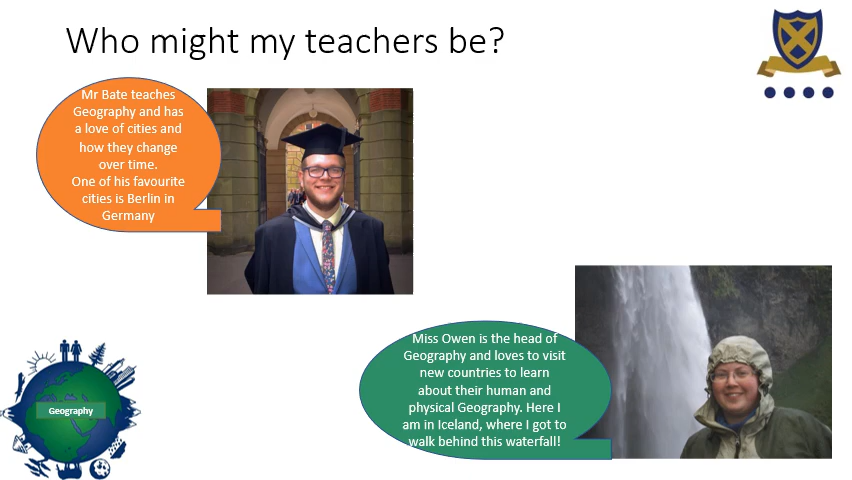 Who might my teachers be?
Mr Bate teaches
Geography and has
a love of cities and
how they change
over time.
One of his favourite
cities is Berlin in
Germany
Miss Owen is the head of
Geography and loves to visit
new countries to learn
about their human and
physical Geography. Here I
am in Iceland, where I got to
walk behind this waterfall!
Geography